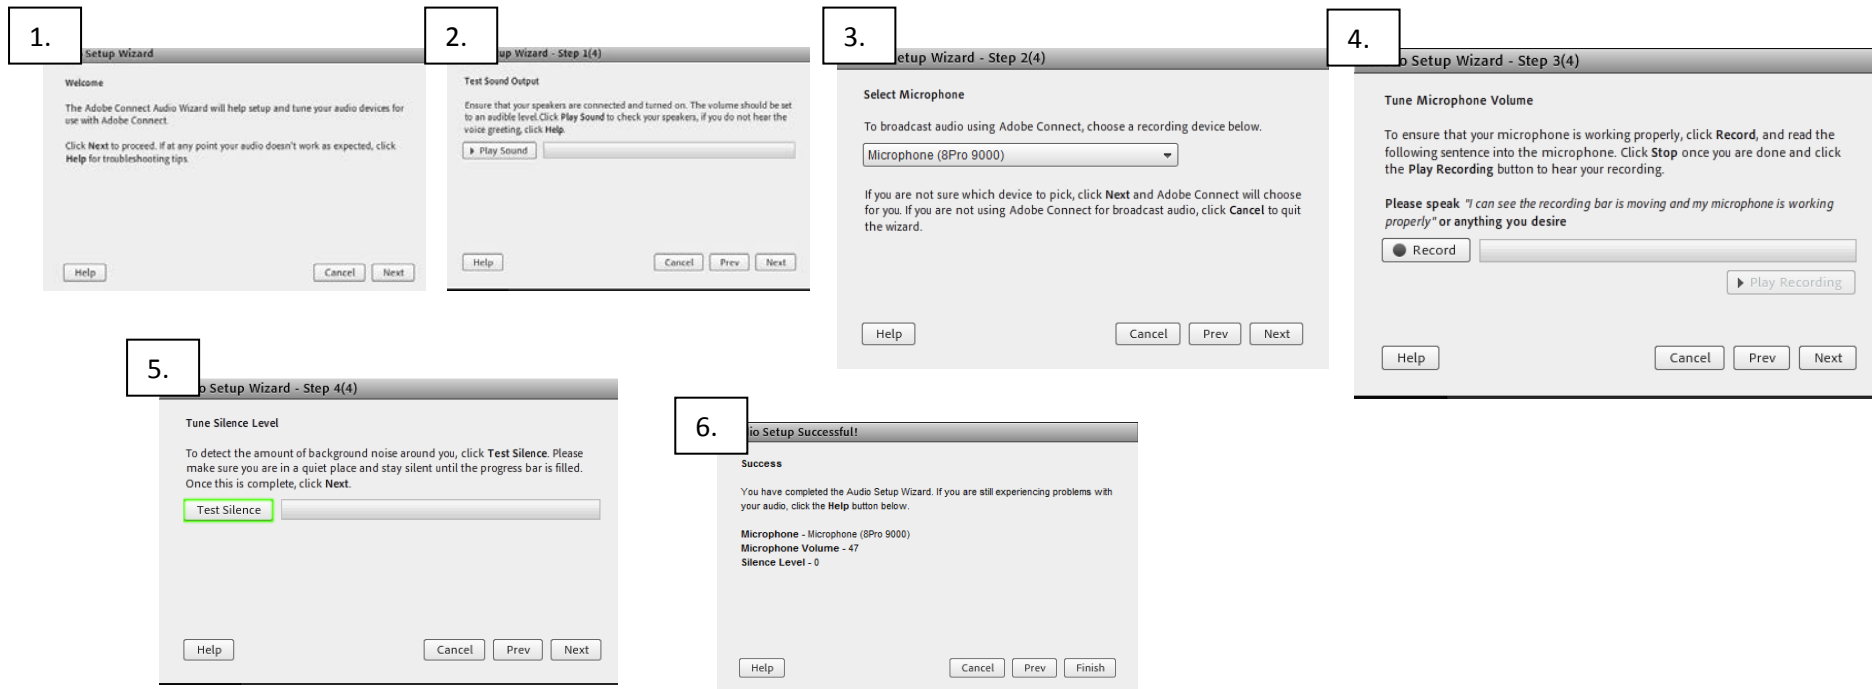 1.
Setup Wizard
Welcome
The Adobe Connect Audio Wizard will help setup and tune your audio devices for
use with Adobe Connect.
Click Next to proceed. If at any point your audio doesn't work as expected, click
Help for troubleshooting tips.
Help
Cancel
Next
2.
up Wizard - Step 1(4)
Test Sound Output
Ensure that your speakers are connected and turned on. The volume should be set
to an audible level.Click Play Sound to check your speakers, if you do not hear the
voice greeting, click Help.
Play Sound
Help
Cancel
Prev
Next
3.
etup Wizard - Step 2(4)
Select Microphone
To broadcast audio using Adobe Connect, choose a recording device below.
Microphone (8Pro 9000)
If you are not sure which device to pick, click Next and Adobe Connect will choose
for you. If you are not using Adobe Connect for broadcast audio, click Cancel to quit
the wizard.
Help
Cancel
Prev
Next
4.
o Setup Wizard - Step 3(4)
Tune Microphone Volume
To ensure that your microphone is working properly, click Record, and read the
following sentence into the microphone. Click Stop once you are done and click
the Play Recording button to hear your recording.
Please speak "I can see the recording bar is moving and my microphone is working
properly" or anything you desire
Record
Play Recording
Help
Cancel
Prev
Next
5.
o Setup Wizard - Step 4(4)
Tune Silence Level
To detect the amount of background noise around you, click Test Silence. Please
make sure you are in a quiet place and stay silent until the progress bar is filled.
Once this is complete, click Next.
Test Silence
Help
Cancel
Prev
Next
6.
io Setup Successful!
Success
You have completed the Audio Setup Wizard. If you are still experiencing problems with
your audio, click the Help button below.
Microphone - Microphone (8Pro 9000)
Microphone Volume - 47
Silence Level - 0
Help
Cancel
Prev
Finish